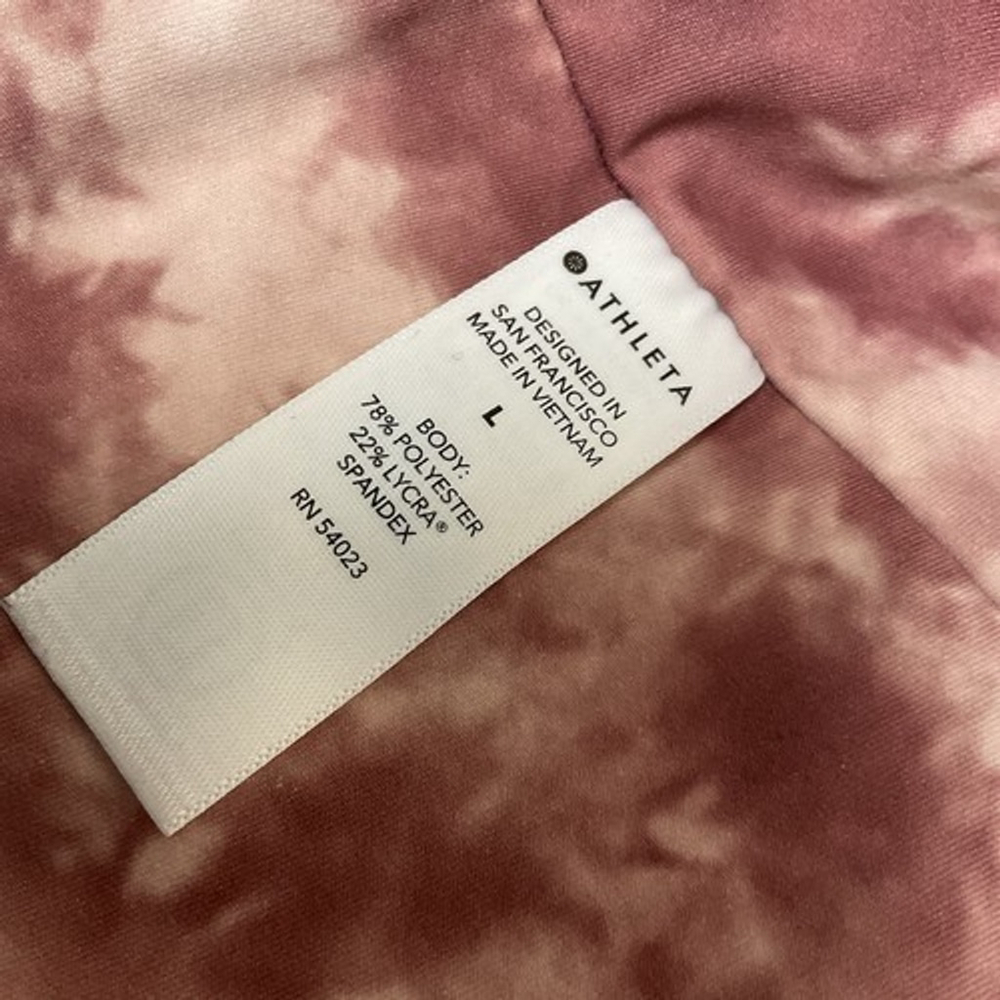 ATHLETA
DESIGNED IN
SAN FRANCISCO
MADE IN VIETNAM
L
BODY:
78% POLYESTER
22% LYCRA®
SPANDEX
RN 54023